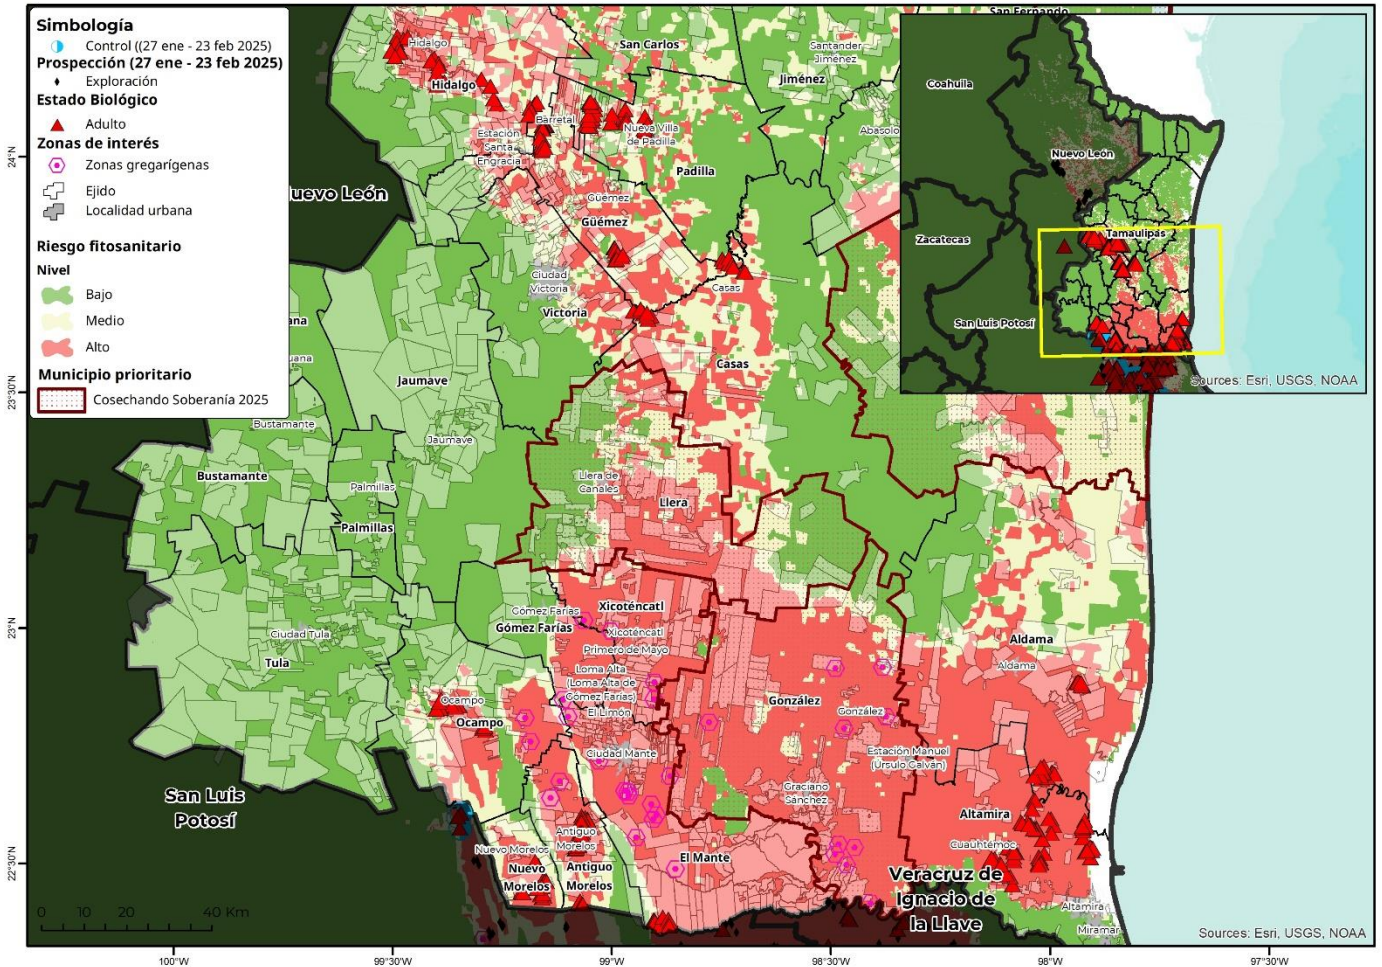 Simbología
Control ((27 ene - 23 feb 2025)
Prospección (27 ene - 23 feb 2025)
Exploración
Estado Biológico
Adulto
Zonas de interés
Zonas gregarígenas
Ejido
Localidad urbana
Riesgo fitosanitario
Nivel
Bajo
Medio
Alto
Municipio prioritario
Cosechando Soberanía 2025
San Fernando
Hidalgo
San Carlos
Santander
Jiménez
Jiménez
Hidalgo
Barretal
Estación
Santa
Engracia
Nueva Villa
de Padilla
Abasolo
Padilla
uevo León
Güemez
Güémez
Ciudad
Victoria
Casas
Victoria
Casas
ana
uana
Jaumave
Bustamante
Jaumave
Bustamante
Palmillas
Palmillas
Llera de
Canales
Llera
Gómez Farías
Xicoténcatl
Gómez Farías
Xicoténcatl
Primero de Mayo
Ciudad Tula
Tula
Loma Alta
(Loma Alta de
Gómez Farías)
El Limón
Aldama
Aldama
Ocampo
Ocampo
González
González
Ciudad Mante
Estación Manuel
(Úrsulo Galván)
Graciano
Sánchez
San Luis
Potosí
Altamira
Cuauhtémoc
Antiguo
Morelos
Nuevo Morelos
Nuevo
Morelos
Antiguo
Morelos
El Mante
Veracruz de
Ignacio de
la Llave
Altamira
Miramar
0 10 20 40 Km
Sources: Esri, USGS, NOAA
Coahuila
Nuevo León
Tamaulipas
Zacatecas
San Luis Potosí
Sources: Esri, USGS, NOAA
24°N
23°30'N
23°N
22°30'N
100°W 99°30'W 99°W 98°30'W 98°W 97°30'W